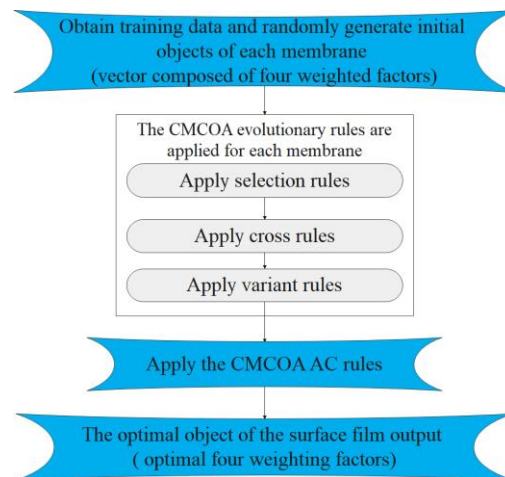 Obtain training data and randomly generate initial
objects of each membrane
(vector composed of four weighted factors)
The CMCOA evolutionary rules are
applied for each membrane
Apply selection rules
Apply cross rules
Apply variant rules
Apply the CMCOA AC rules
The optimal object of the surface film output
( optimal four weighting factors)